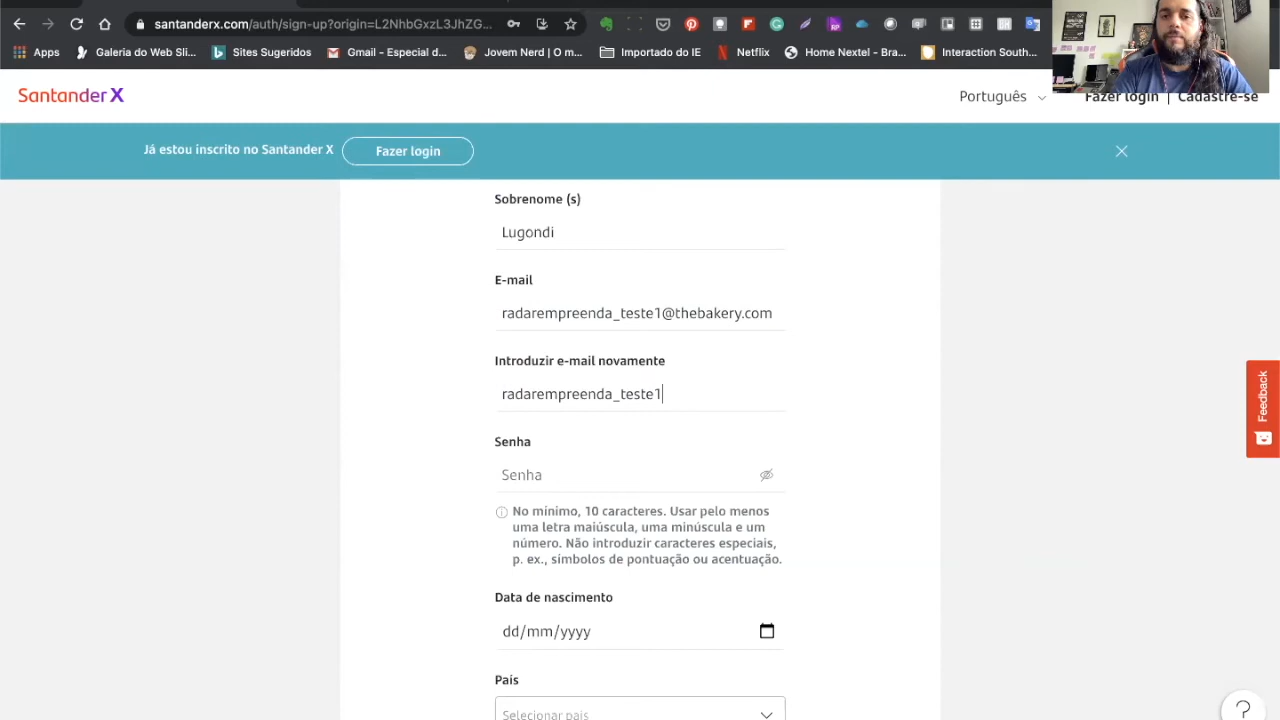 santanderx.com/auth/sign-up?origin=L2NhbGxzL3JhZG...
Apps
Galeria do Web Sli...
Sites Sugeridos
Gmail - Especial d...
Jovem Nerd | O m...
Importado do IE
Netflix
Home Nextel - Bra...
Interaction South...
Santander X
Português
Fazer login | Cadastre-se
Já estou inscrito no Santander X
Fazer login
Sobrenome (s)
Lugondi
E-mail
radarempreenda_teste1@thebakery.com
Introduzir e-mail novamente
radarempreenda_teste1
Senha
Senha
No mínimo, 10 caracteres. Usar pelo menos
uma letra maiúscula, uma minúscula e um
número. Não introduzir caracteres especiais,
p. ex., símbolos de pontuação ou acentuação.
Data de nascimento
dd/mm/yyyy
País
Selecionar país
Feedback
?